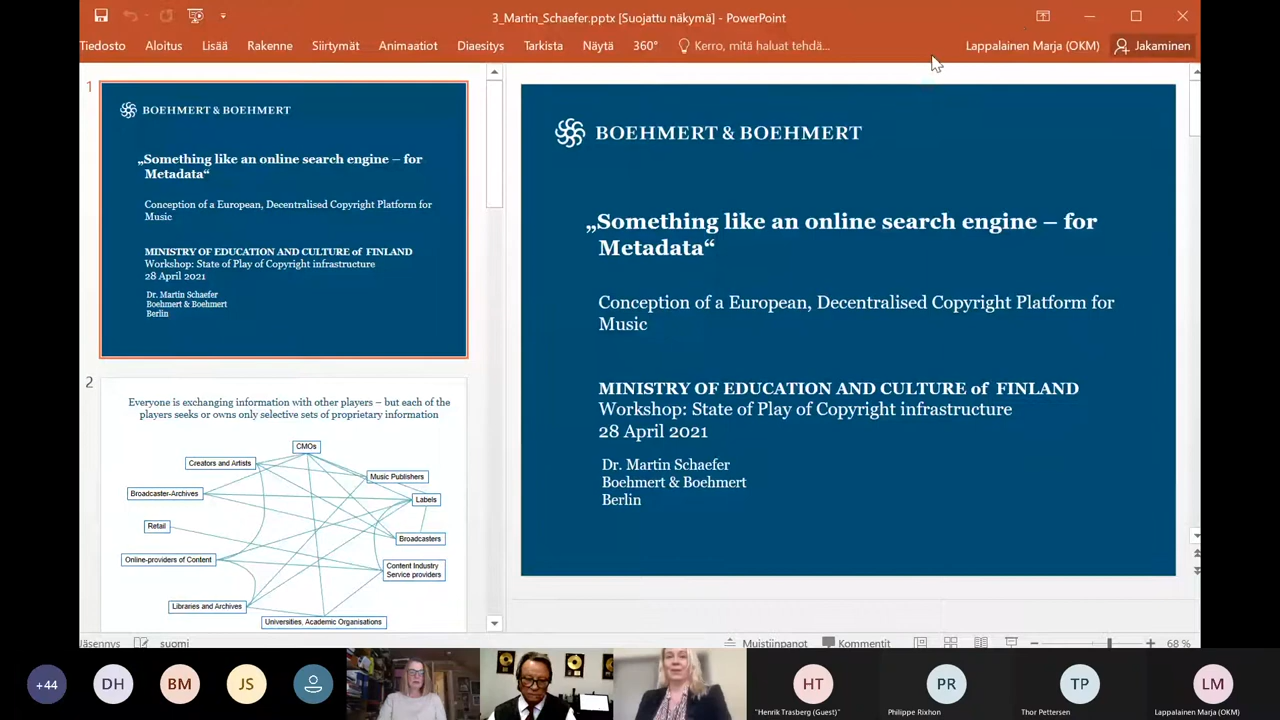 3_Martin_Schaefer.pptx [Suojattu näkymä] - PowerPoint
Tiedosto Aloitus Lisää Rakenne Siirtymät Animaatiot Diaesitys Tarkista Näytä 360° Kerro, mitä haluat tehdä... Lappalainen Marja (OKM) Jakaminen
1
BOEHMERT & BOEHMERT
„Something like an online search engine – for
Metadata“
Conception of a European, Decentralised Copyright Platform for
Music
MINISTRY OF EDUCATION AND CULTURE of FINLAND
Workshop: State of Play of Copyright infrastructure
28 April 2021
Dr. Martin Schaefer
Boehmert & Boehmert
Berlin
2
Everyone is exchanging information with other players – but each of the
players seeks or owns only selective sets of proprietary information
CMOs
Creators and Artists
Music Publishers
Broadcaster-Archives
Labels
Retail
Broadcasters
Online-providers of Content
Content Industry
Service providers
Libraries and Archives
Universities, Academic Organisations
BOEHMERT & BOEHMERT
„Something like an online search engine – for
Metadata“
Conception of a European, Decentralised Copyright Platform for
Music
MINISTRY OF EDUCATION AND CULTURE of FINLAND
Workshop: State of Play of Copyright infrastructure
28 April 2021
Dr. Martin Schaefer
Boehmert & Boehmert
Berlin
äsennys suomi Muistiinpanot Kommentit 68 %
+44 DH BM JS HT PR TP LM
"Henrik Trasberg (Guest)" Philippe Rixhon Thor Pettersen Lappalainen Marja (OKM)